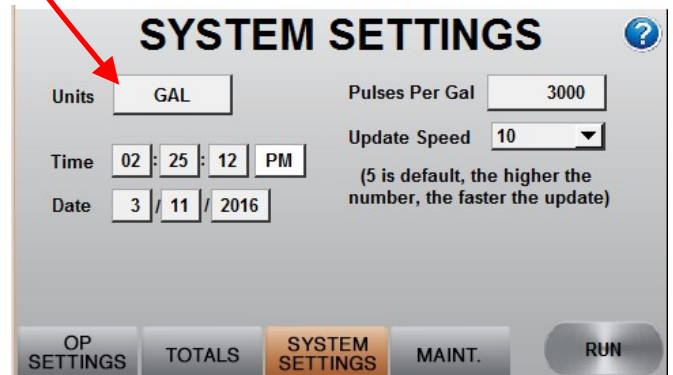 SYSTEM SETTINGS
?
Units GAL
Pulses Per Gal 3000
Update Speed 10
Time 02 : 25 : 12 PM
(5 is default, the higher the
number, the faster the update)
Date 3 / 11 / 2016
OP
SETTINGS
TOTALS
SYSTEM
SETTINGS
MAINT.
RUN